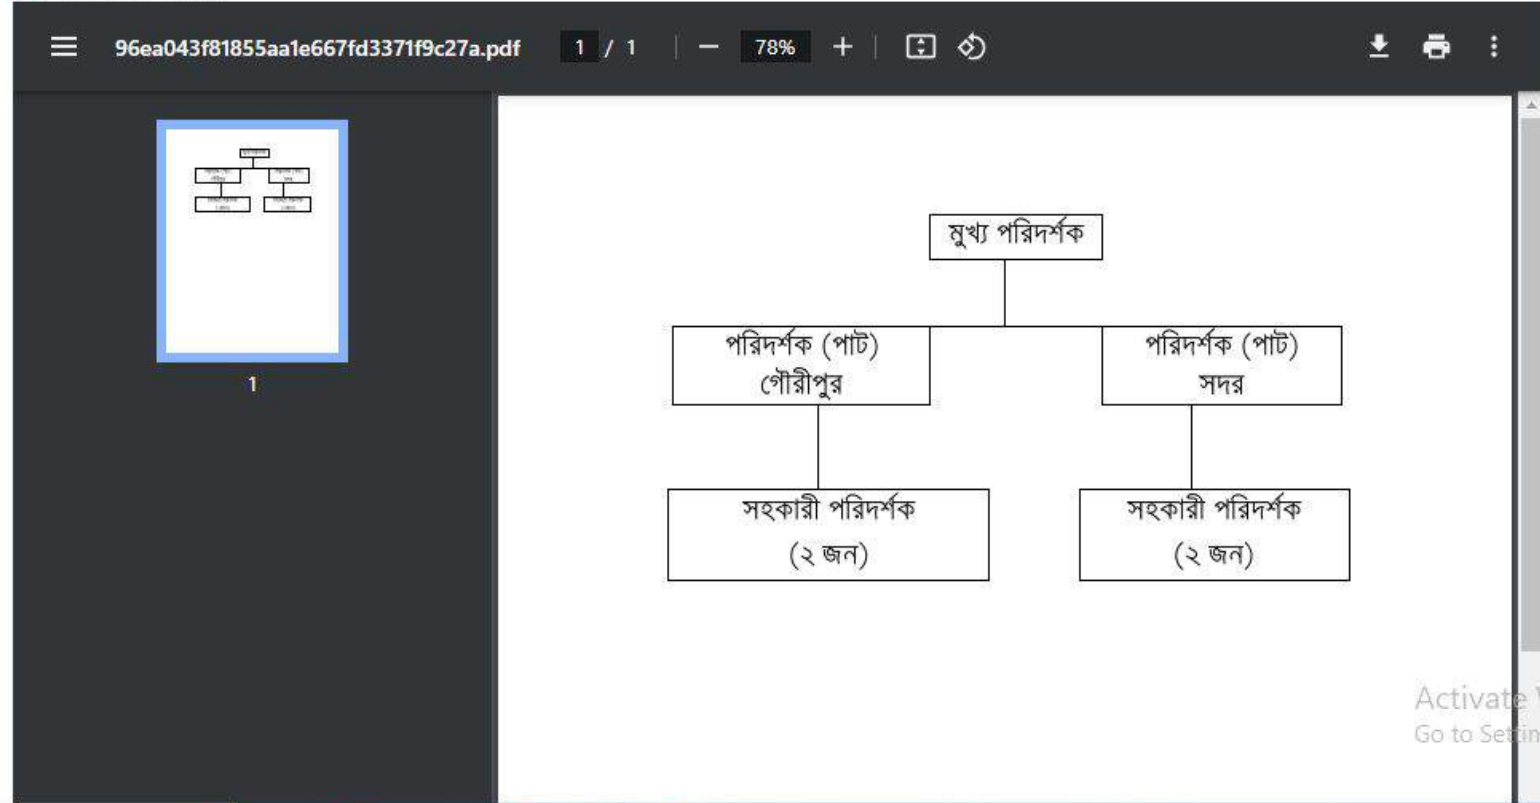 96ea043f81855aa1e667fd3371f9c27a.pdf 1 / 1 78%
1
মুখ্য পরিদর্শক
পরিদর্শক (পাট)
গৌরীপুর
পরিদর্শক (পাট)
সদর
সহকারী পরিদর্শক
(২ জন)
সহকারী পরিদর্শক
(২ জন)
Activate
Go to Settin